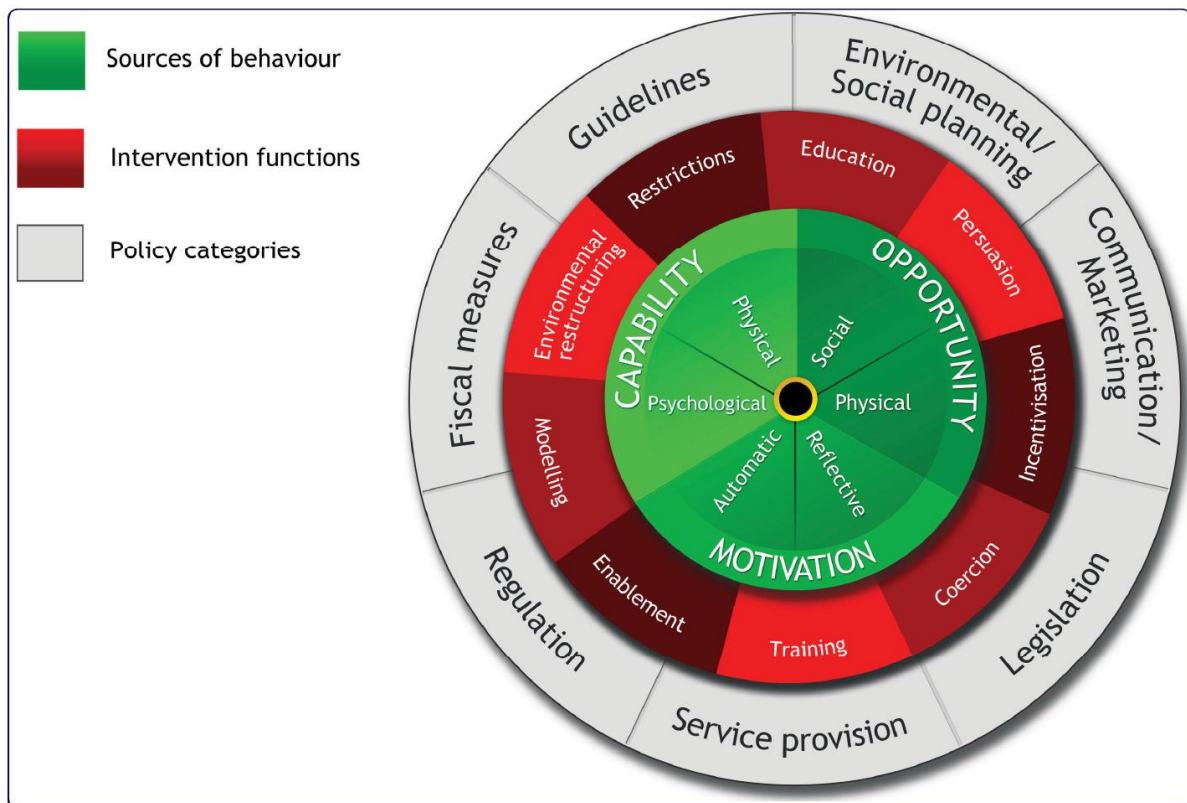 Sources of behaviour
Intervention functions
Policy categories
Guidelines
Environmental/
Social planning
Communication/
Marketing
Legislation
Service provision
Regulation
Fiscal measures
Restrictions
Education
Persuasion
Incentivisation
Coercion
Training
Enablement
Modelling
Environmental
restructuring
CAPABILITY
OPPORTUNITY
MOTIVATION
Physical
Social
Psychological
Physical
Automatic
Reflective